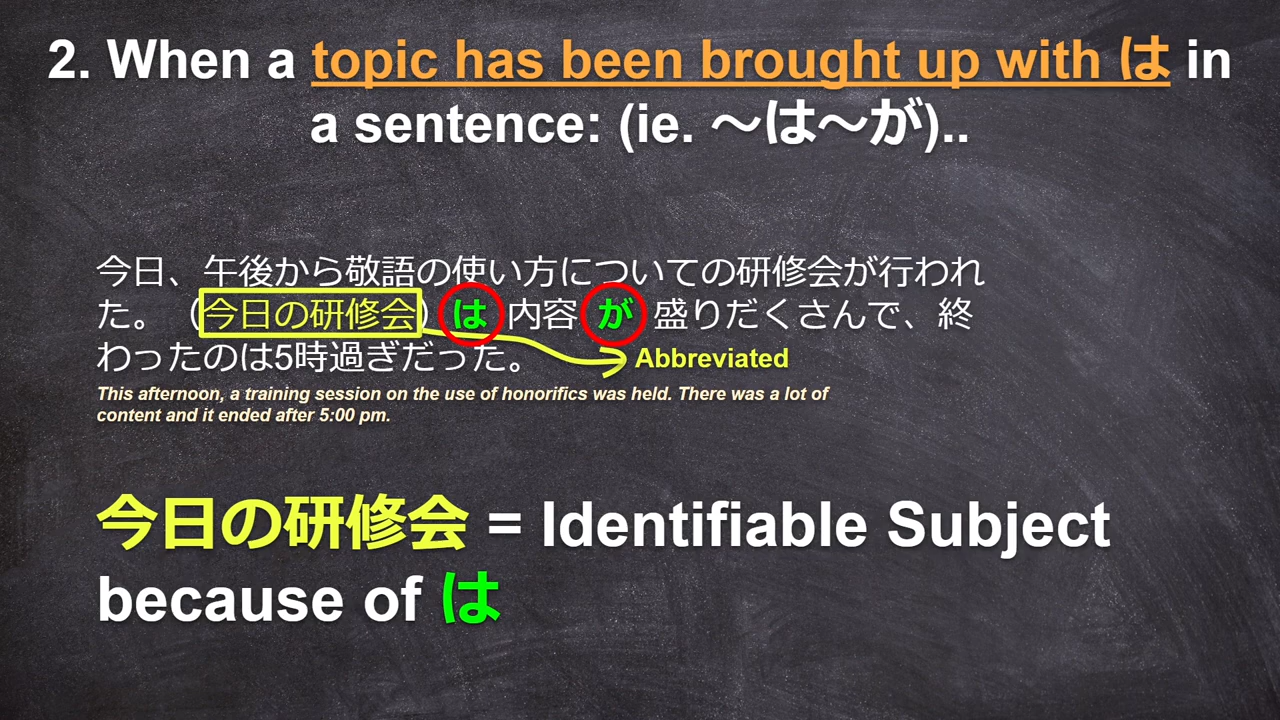 2. When a topic has been brought up with は in
a sentence: (ie. ～は～が)..
今日、午後から敬語の使い方についての研修会が行われ
た。（今日の研修会）は 内容 が 盛りだくさんで、終
わったのは5時過ぎだった。
Abbreviated
This afternoon, a training session on the use of honorifics was held. There was a lot of
content and it ended after 5:00 pm.
今日の研修会 = Identifiable Subject
because of は